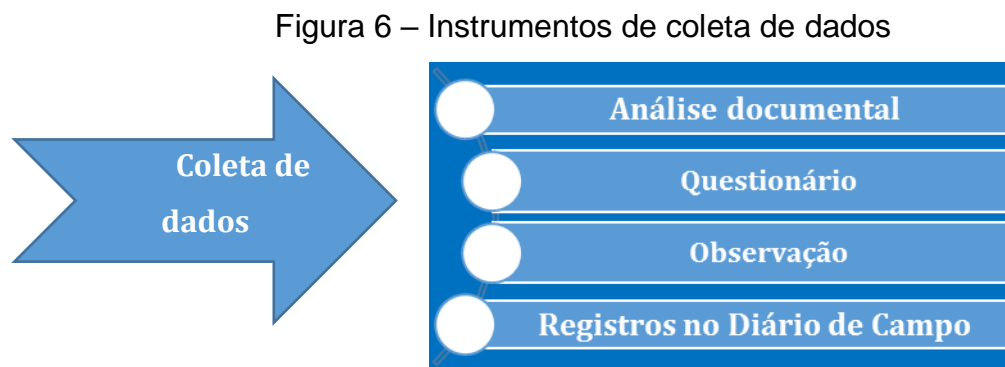 Figura 6 – Instrumentos de coleta de dados
Coleta de
dados
Análise documental
Questionário
Observação
Registros no Diário de Campo